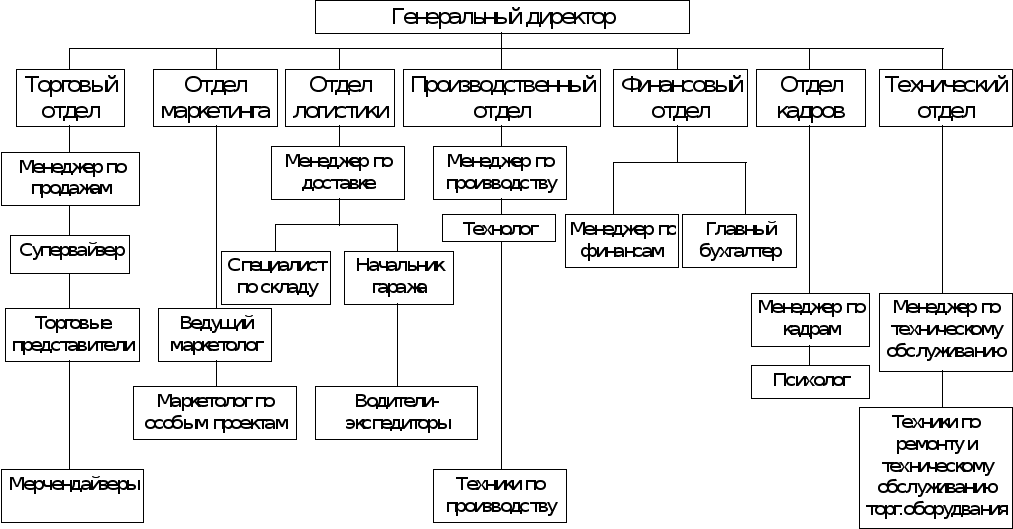 Генеральный директор
Торговый
отдел
Отдел
маркетинга
Отдел
логистики
Производственный
отдел
Финансовый
отдел
Отдел
кадров
Технический
отдел
Менеджер по
продажам
Менеджер по
доставке
Менеджер по
производству
Супервайвер
Технолог
Менеджер по
финансам
Главный
бухгалтер
Специалист
по складу
Начальник
гаража
Торговые
представители
Ведущий
маркетолог
Менеджер по
кадрам
Менеджер по
техническому
обслуживанию
Психолог
Маркетолог по
особым проектам
Водители-
экспедиторы
Техники по
ремонту и
техническому
обслуживанию
торг.оборудвания
Мерчендайверы
Техники по
производству